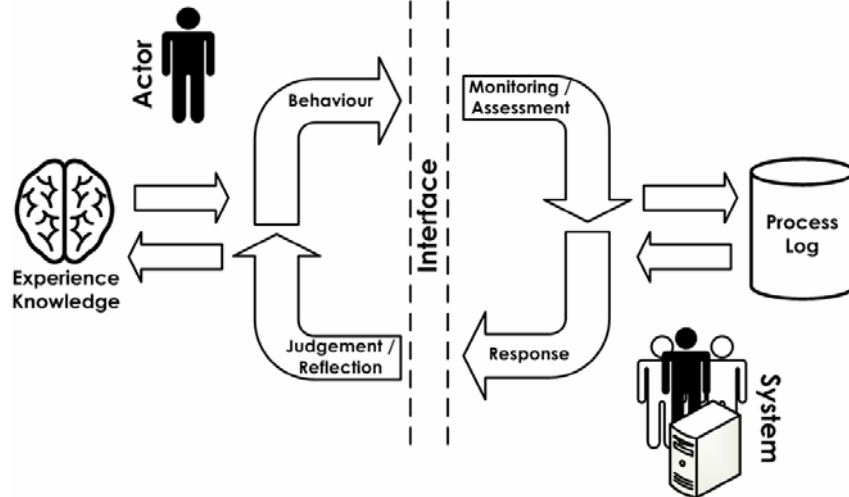 Actor
Behaviour
Monitoring /
Assessment
Interface
Experience
Knowledge
Process
Log
Judgement /
Reflection
Response
System